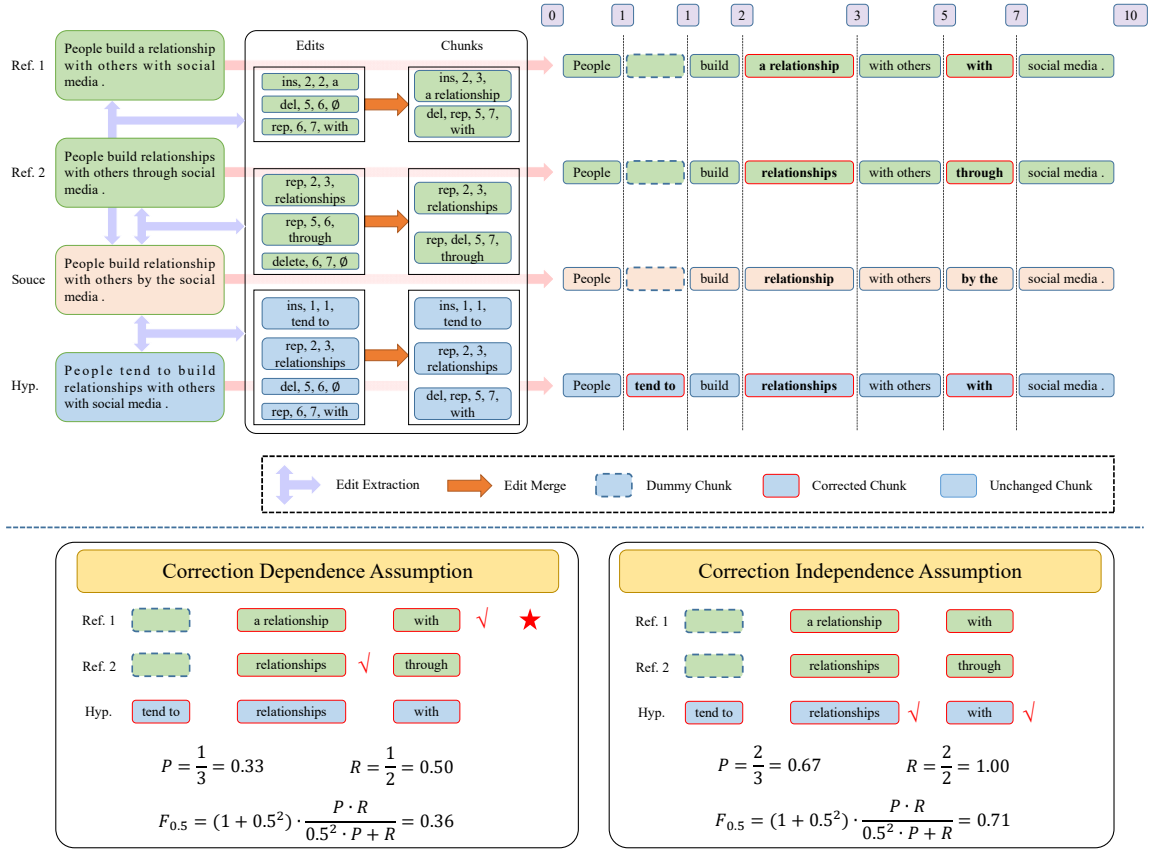 0 1 1 2 3 5 7 10
Edits Chunks
Ref. 1
People build a relationship
with others with social
media .
ins, 2, 2, a
del, 5, 6, ∅
rep, 6, 7, with
ins, 2, 3,
a relationship
del, rep, 5, 7,
with
People build a relationship with others with social media .
Ref. 2
People build relationships
with others through social
media .
rep, 2, 3,
relationships
rep, 5, 6,
through
delete, 6, 7, ∅
rep, 2, 3,
relationships
rep, del, 5, 7,
through
People build relationships with others through social media .
Souce
People build relationship
with others by the social
media .
People build relationship with others by the social media .
Hyp.
People tend to build
relationships with others
with social media .
ins, 1, 1,
tend to
rep, 2, 3,
relationships
del, 5, 6, ∅
rep, 6, 7, with
ins, 1, 1,
tend to
rep, 2, 3,
relationships
del, rep, 5, 7,
with
People tend to build relationships with others with social media .
Edit Extraction Edit Merge Dummy Chunk Corrected Chunk Unchanged Chunk
Correction Dependence Assumption
Ref. 1 a relationship with √ ★
Ref. 2 relationships √ through
Hyp. tend to relationships with
P = 1/3 = 0.33 R = 1/2 = 0.50
F0.5 = (1 + 0.5²) · P · R / 0.5² · P + R = 0.36
Correction Independence Assumption
Ref. 1 a relationship with
Ref. 2 relationships through
Hyp. tend to relationships √ with √
P = 2/3 = 0.67 R = 2/2 = 1.00
F0.5 = (1 + 0.5²) · P · R / 0.5² · P + R = 0.71